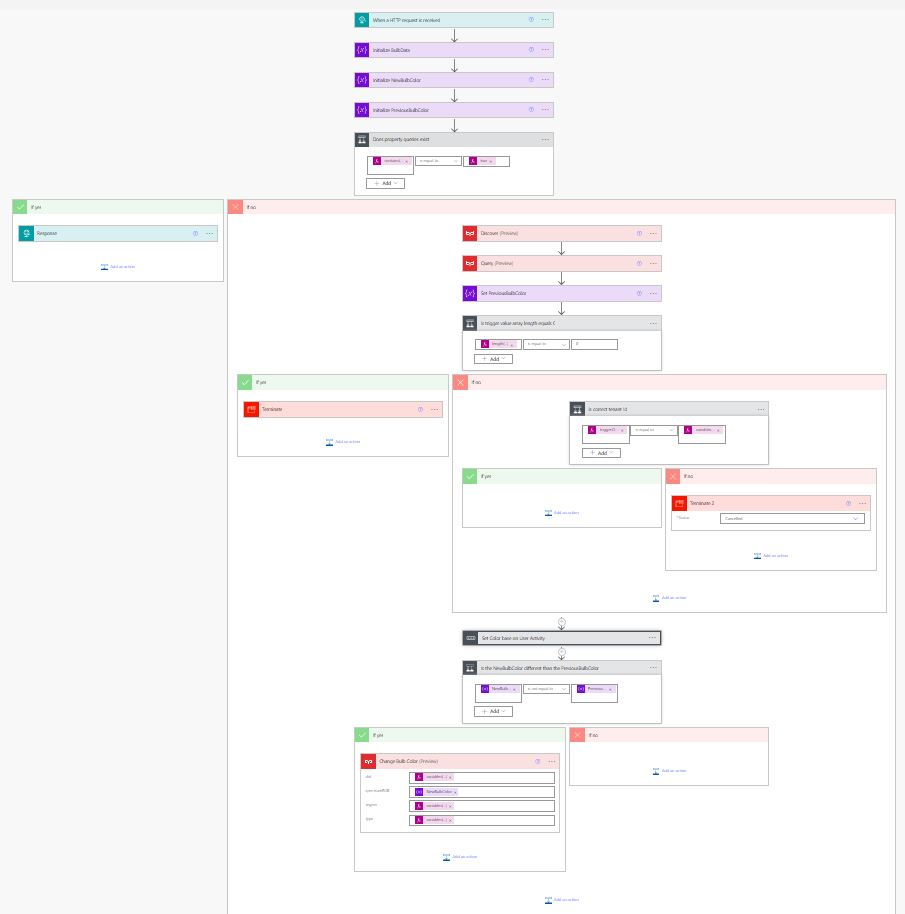 When a HTTP request is received
Initialize BulbData
Initialize NewBulbColor
Initialize PreviousBulbColor
Does property queries exist
is equal to
true
Add
If yes
If no
Response
Add an action
Discover (Preview)
Query (Preview)
Set PreviousBulbColor
Is trigger value array length equals 0
length(...)
is equal to
0
Add
If yes
If no
Terminate
Add an action
Is correct tenant Id
is equal to
variables...
Add
If yes
If no
Add an action
Terminate 2
*Status
Cancelled
Add an action
Add an action
Set Color base on User Activity
Is the NewBulbColor different than the PreviousBulbColor
NewBulb...
is not equal to
Previous...
Add
If yes
If no
Change Bulb Color (Preview)
variables(...)
NewBulbColor
region
variables(...)
type
variables(...)
Add an action
Add an action
Add an action